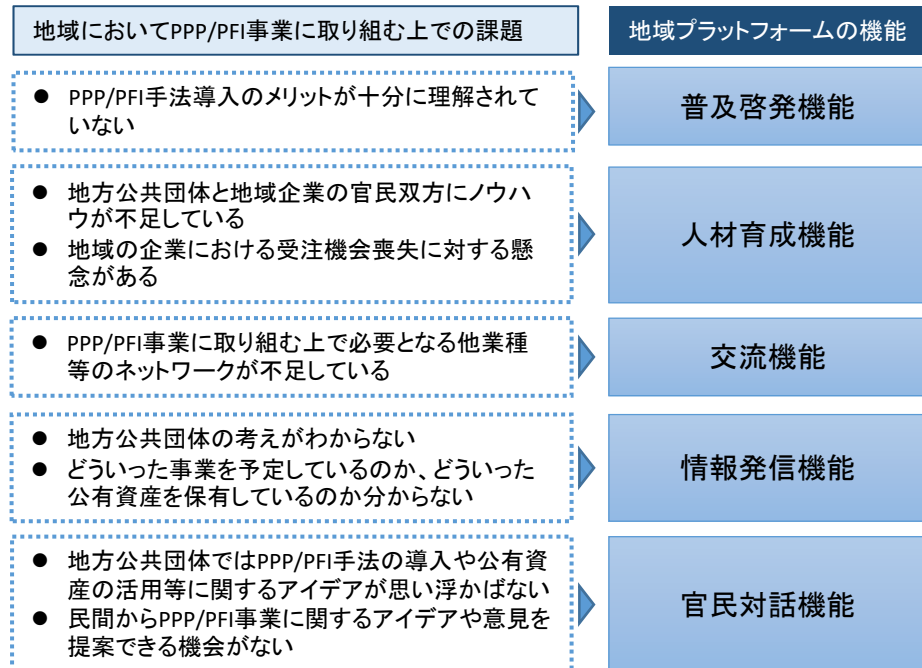 地域においてPPP/PFI事業に取り組む上での課題
地域プラットフォームの機能
● PPP/PFI手法導入のメリットが十分に理解されて
いない
普及啓発機能
● 地方公共団体と地域企業の官民双方にノウハ
ウが不足している
● 地域の企業における受注機会喪失に対する懸
念がある
人材育成機能
● PPP/PFI事業に取り組む上で必要となる他業種
等のネットワークが不足している
交流機能
● 地方公共団体の考えがわからない
● どういった事業を予定しているのか、どういった
公有資産を保有しているのか分からない
情報発信機能
● 地方公共団体ではPPP/PFI手法の導入や公有資
産の活用等に関するアイデアが思い浮かばない
● 民間からPPP/PFI事業に関するアイデアや意見を
提案できる機会がない
官民対話機能